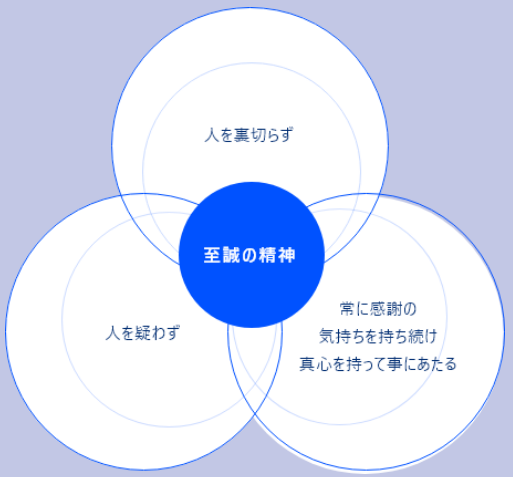 人を裏切らず
至誠の精神
人を疑わず
常に感謝の
気持ちを持ち続け
真心を持って事にあたる